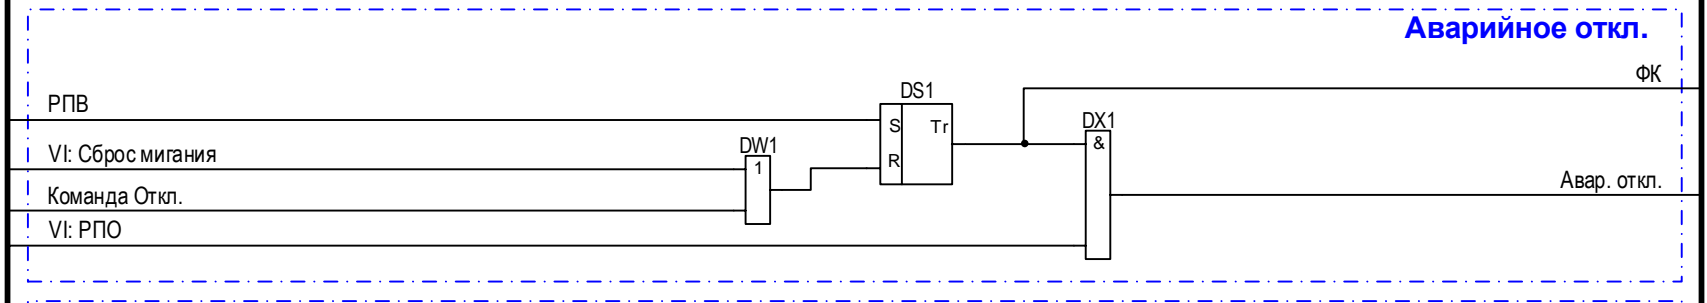 Аварийное откл.
ФК
DS1
РПВ
S Tr
DX1
&
VI: Сброс мигания
DW1
1
R
Команда Откл.
Авар. откл.
VI: РПО